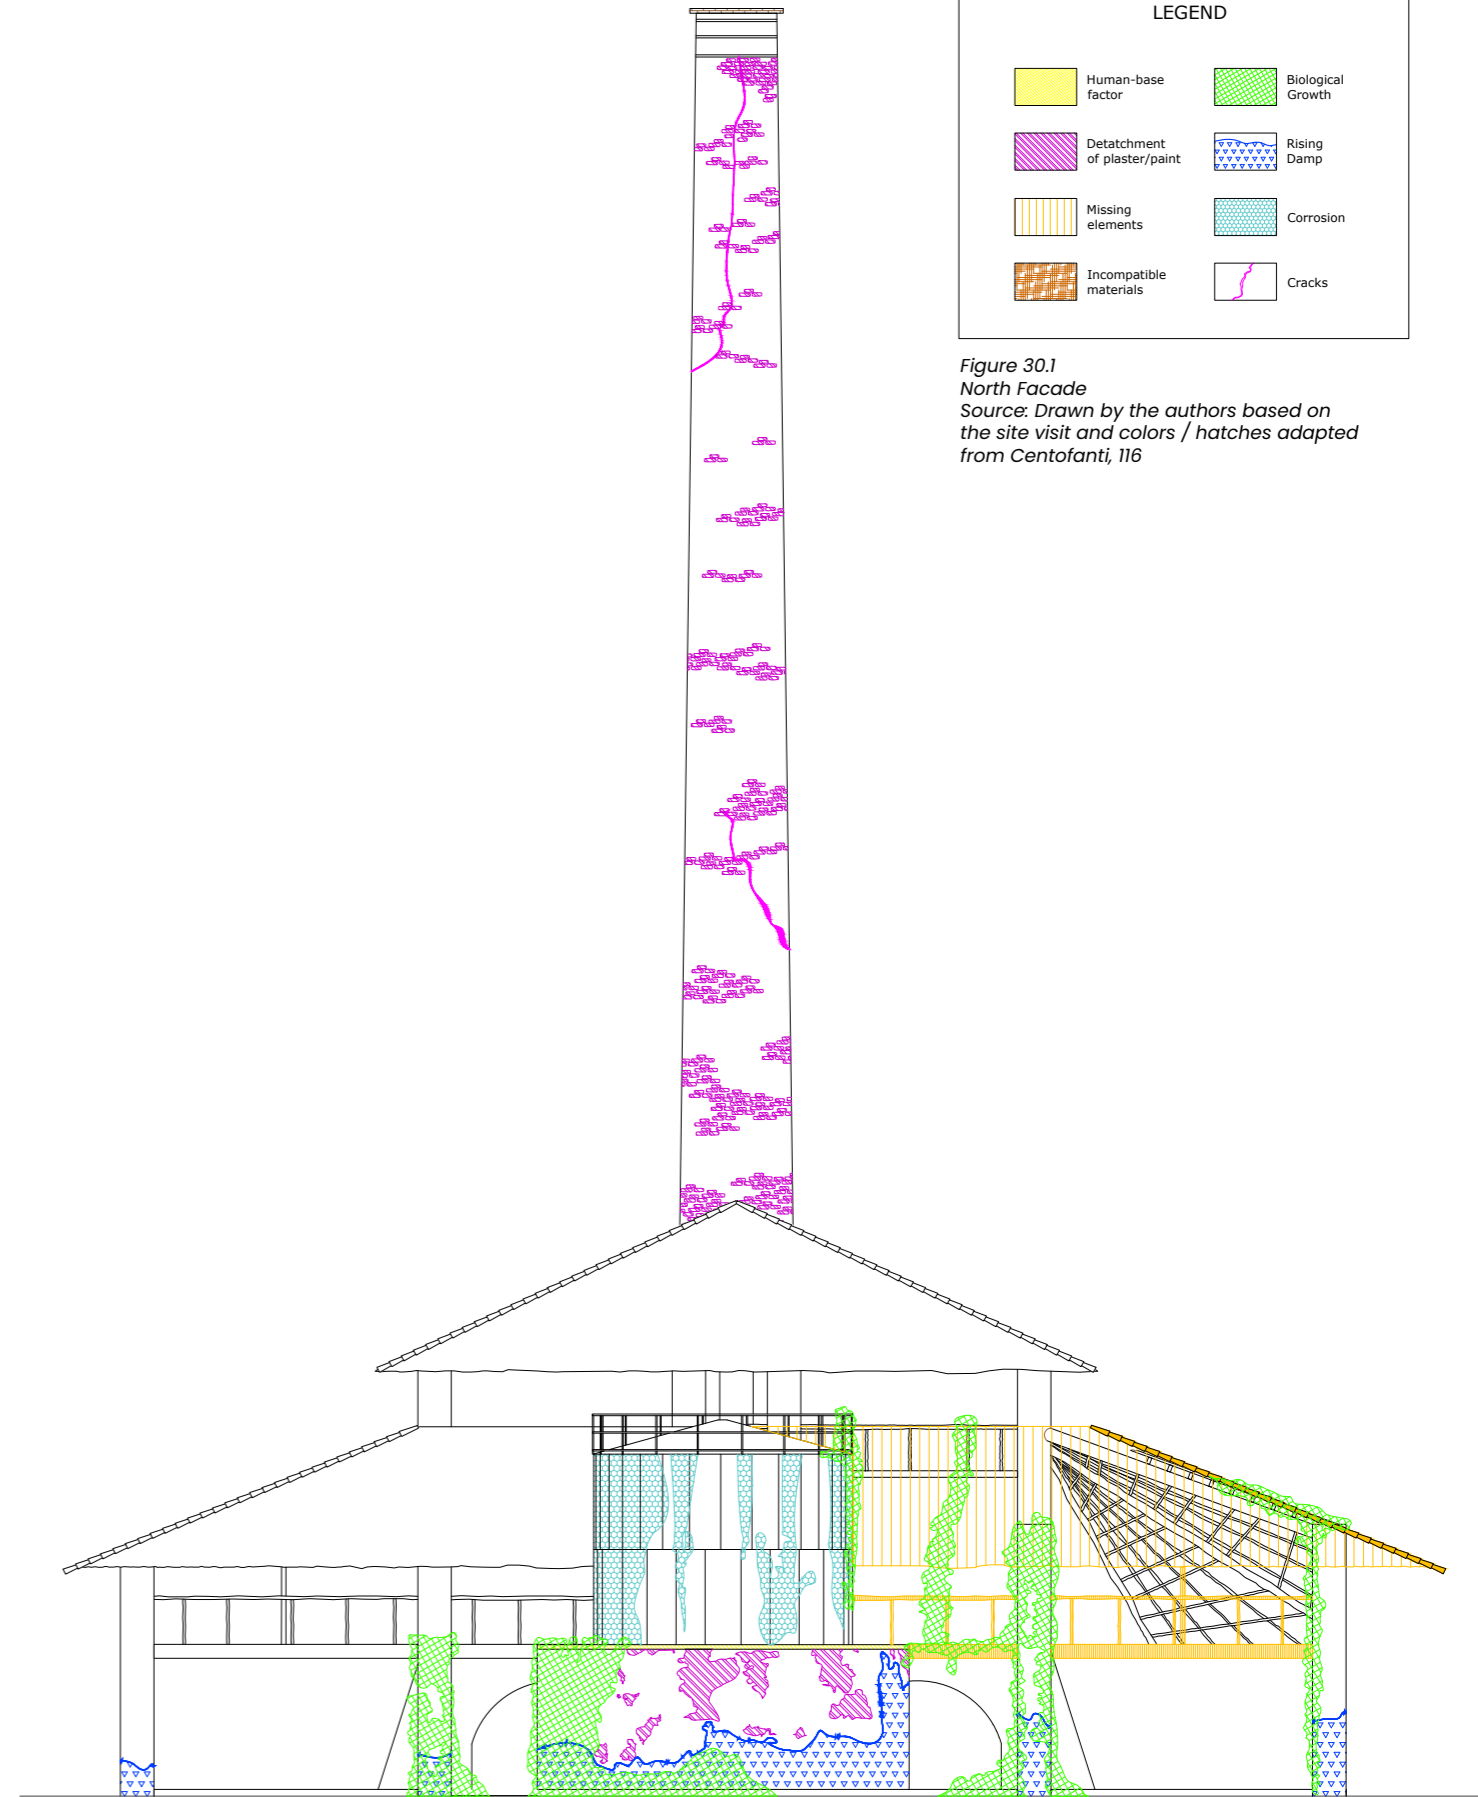 LEGEND
Human-base
factor
Biological
Growth
Detatchment
of plaster/paint
Rising
Damp
Missing
elements
Corrosion
Incompatible
materials
Cracks
Figure 30.1
North Facade
Source: Drawn by the authors based on
the site visit and colors / hatches adapted
from Centofanti, 116